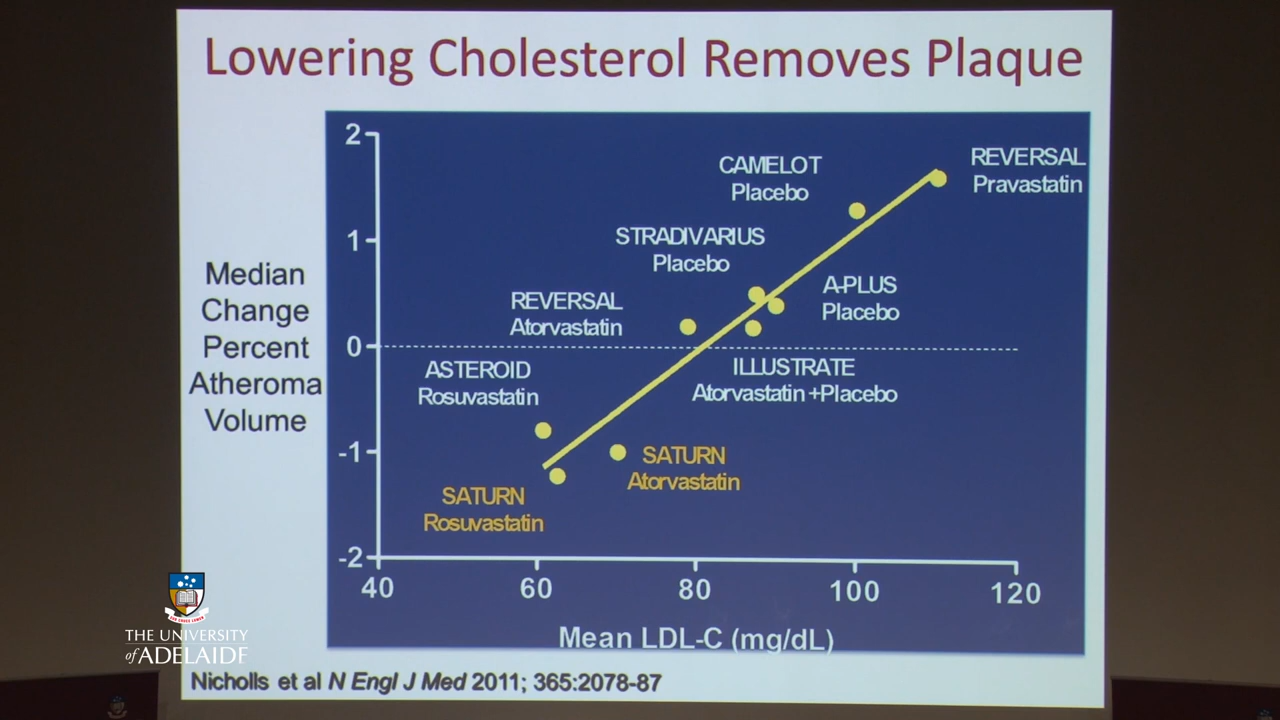 Lowering Cholesterol Removes Plaque
2
1
0
-1
-2
Median
Change
Percent
Atheroma
Volume
REVERSAL
Pravastatin
CAMELOT
Placebo
STRADIVARIUS
Placebo
A-PLUS
Placebo
REVERSAL
Atorvastatin
ILLUSTRATE
Atorvastatin+Placebo
ASTEROID
Rosuvastatin
SATURN
Atorvastatin
SATURN
Rosuvastatin
40 60 80 100 120
Mean LDL-C (mg/dL)
THE UNIVERSITY
of ADELAIDE
Nicholls et al N Engl J Med 2011; 365:2078-87